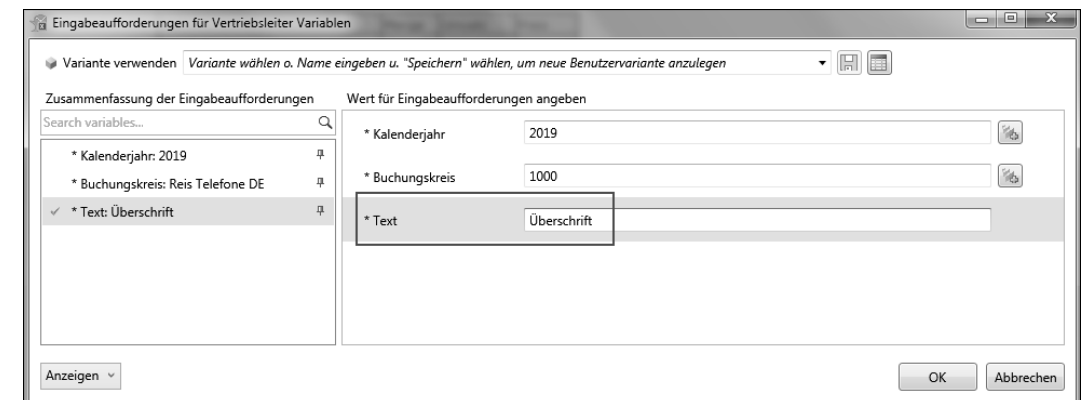 Eingabeaufforderungen für Vertriebsleiter Variablen
Variante verwenden Variante wählen o. Name eingeben u. "Speichern" wählen, um neue Benutzervariante anzulegen
Zusammenfassung der Eingabeaufforderungen
Wert für Eingabeaufforderungen angeben
Search variables...
* Kalenderjahr: 2019
* Buchungskreis: Reis Telefone DE
* Text: Überschrift
* Kalenderjahr 2019
* Buchungskreis 1000
* Text Überschrift
Anzeigen
OK
Abbrechen